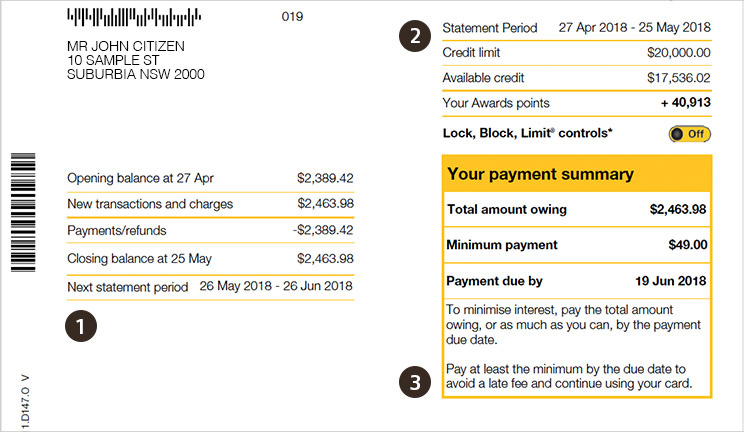 019
MR JOHN CITIZEN
10 SAMPLE ST
SUBURBIA NSW 2000
Opening balance at 27 Apr $2,389.42
New transactions and charges $2,463.98
Payments/refunds -$2,389.42
Closing balance at 25 May $2,463.98
Next statement period 26 May 2018 - 26 Jun 2018
1
1.D147.O V
2
Statement Period 27 Apr 2018 - 25 May 2018
Credit limit $20,000.00
Available credit $17,536.02
Your Awards points + 40,913
Lock, Block, Limit® controls* Off
Your payment summary
Total amount owing $2,463.98
Minimum payment $49.00
Payment due by 19 Jun 2018
To minimise interest, pay the total amount
owing, or as much as you can, by the payment
due date.
3
Pay at least the minimum by the due date to
avoid a late fee and continue using your card.